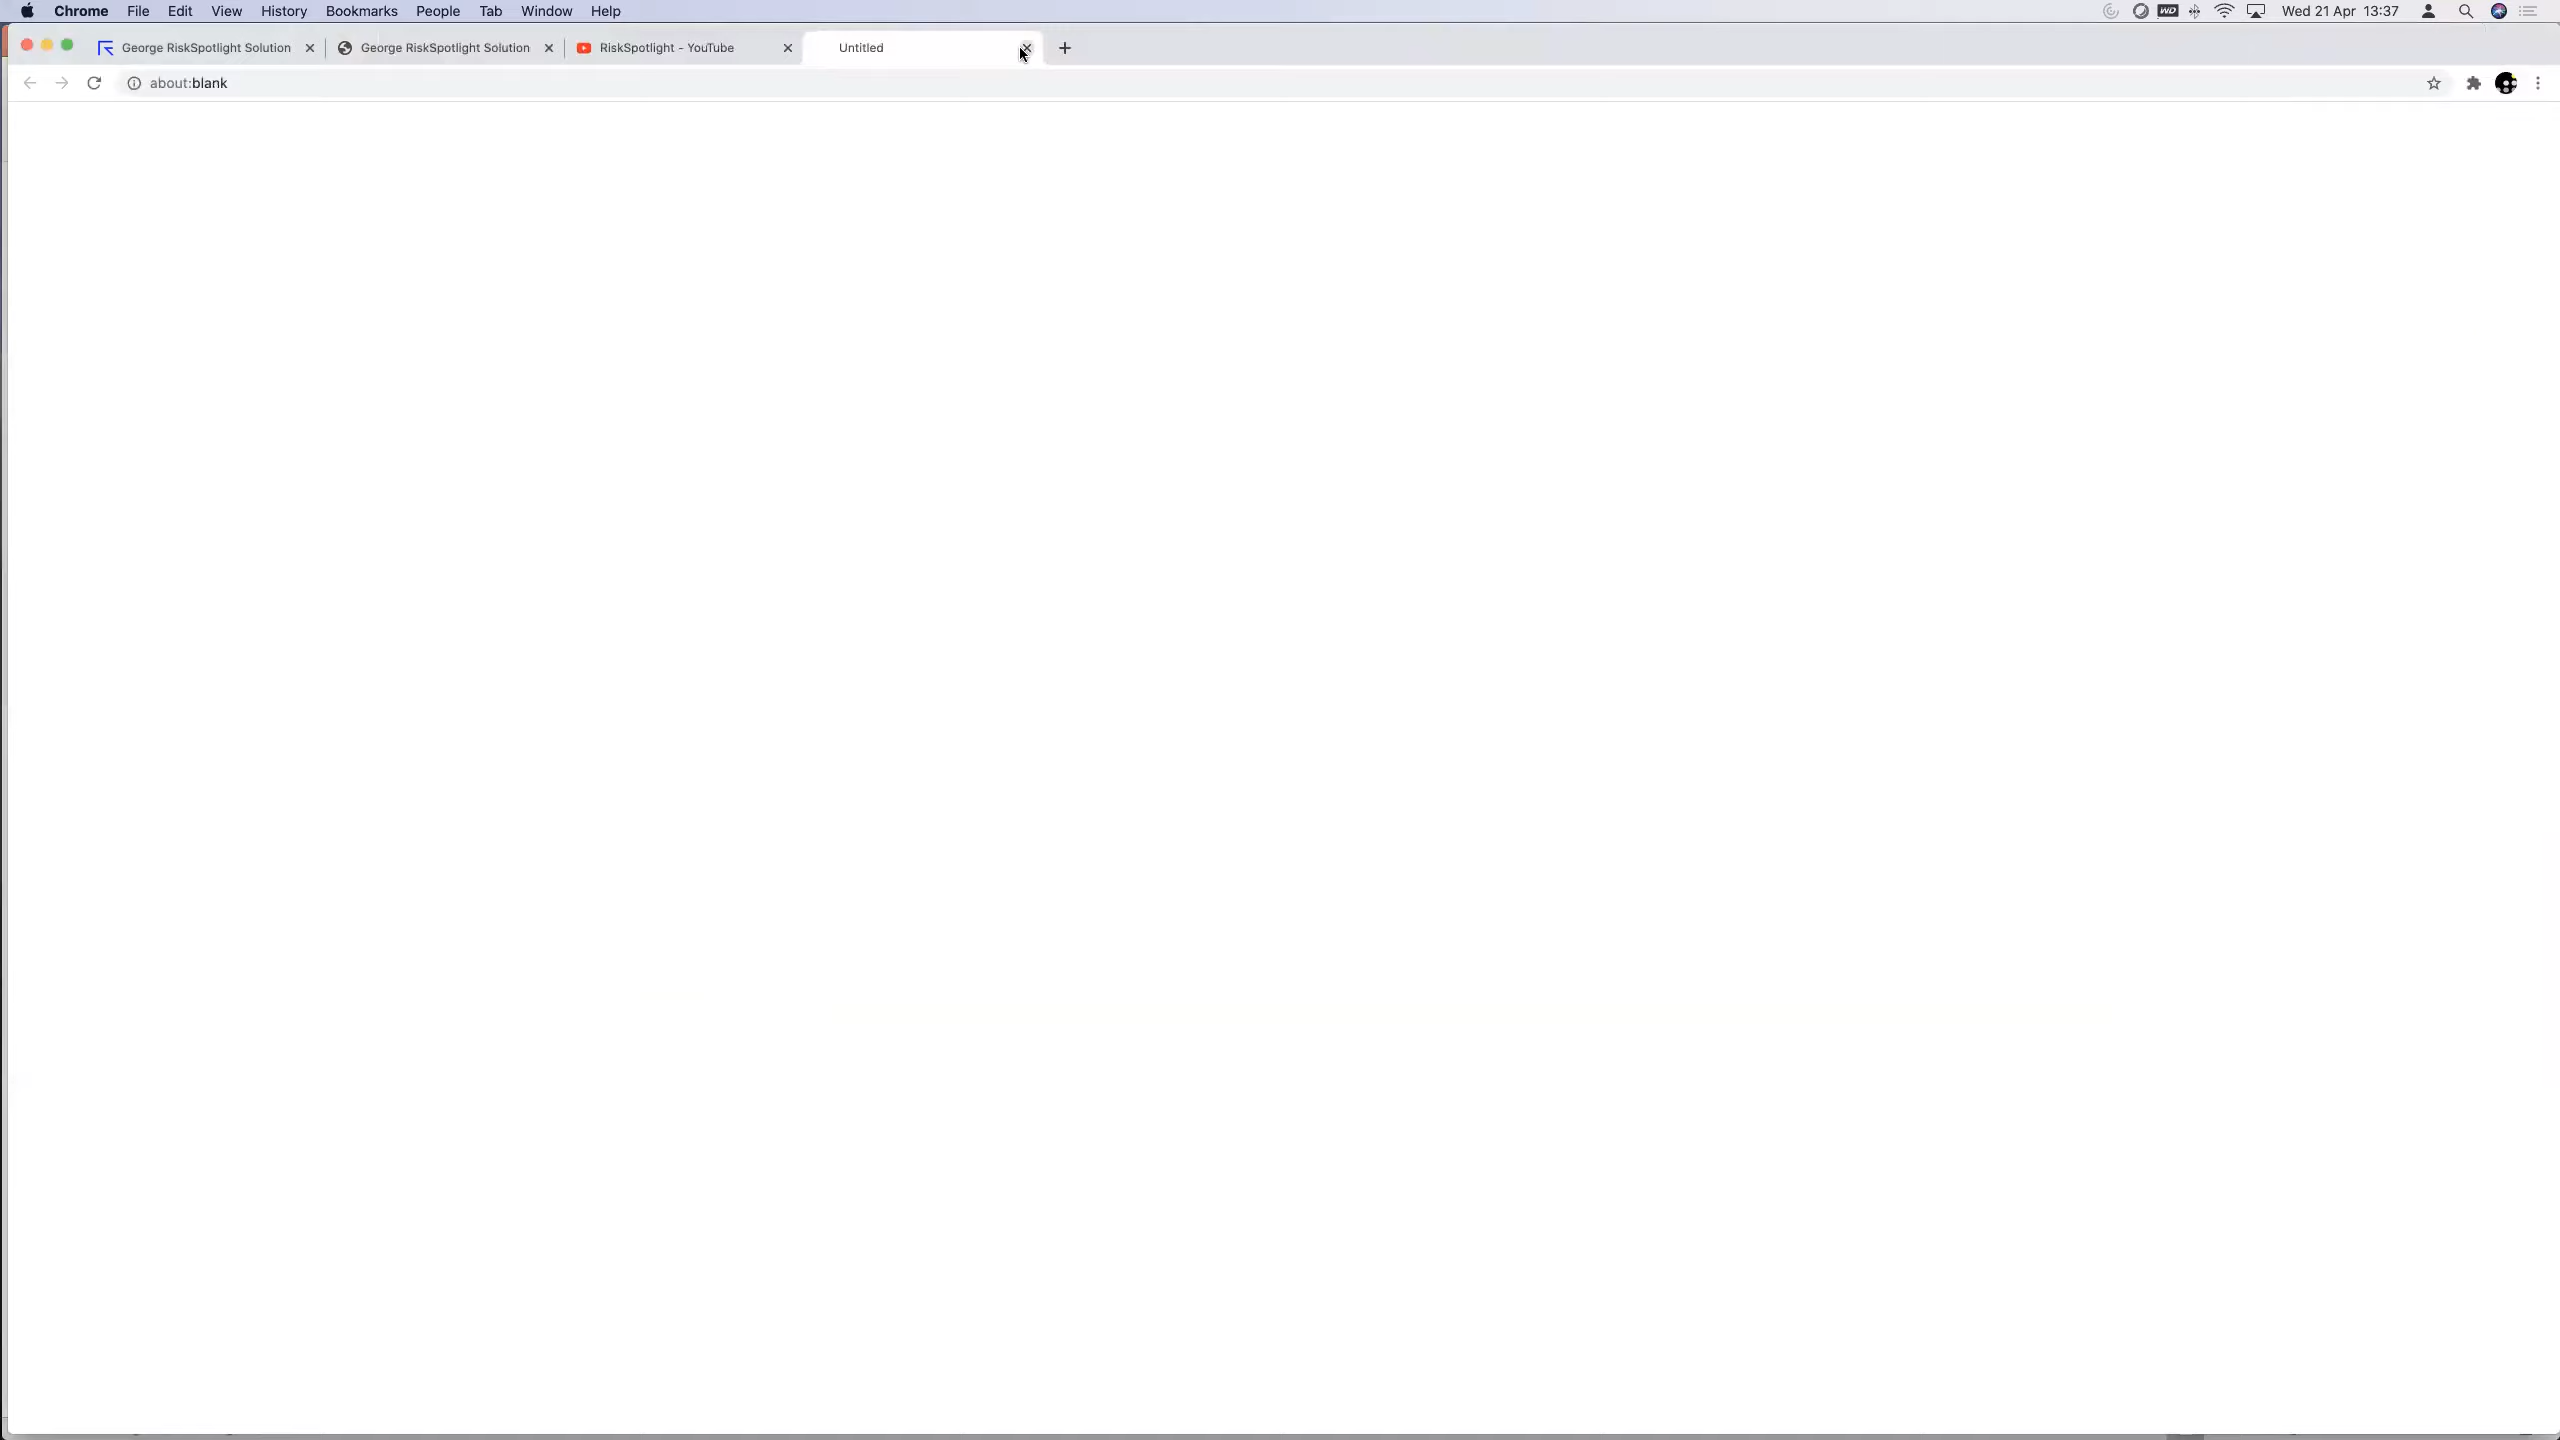 Chrome File Edit View History Bookmarks People Tab Window Help WD Wed 21 Apr 13:37
George RiskSpotlight Solution George RiskSpotlight Solution RiskSpotlight - YouTube Untitled
about:blank